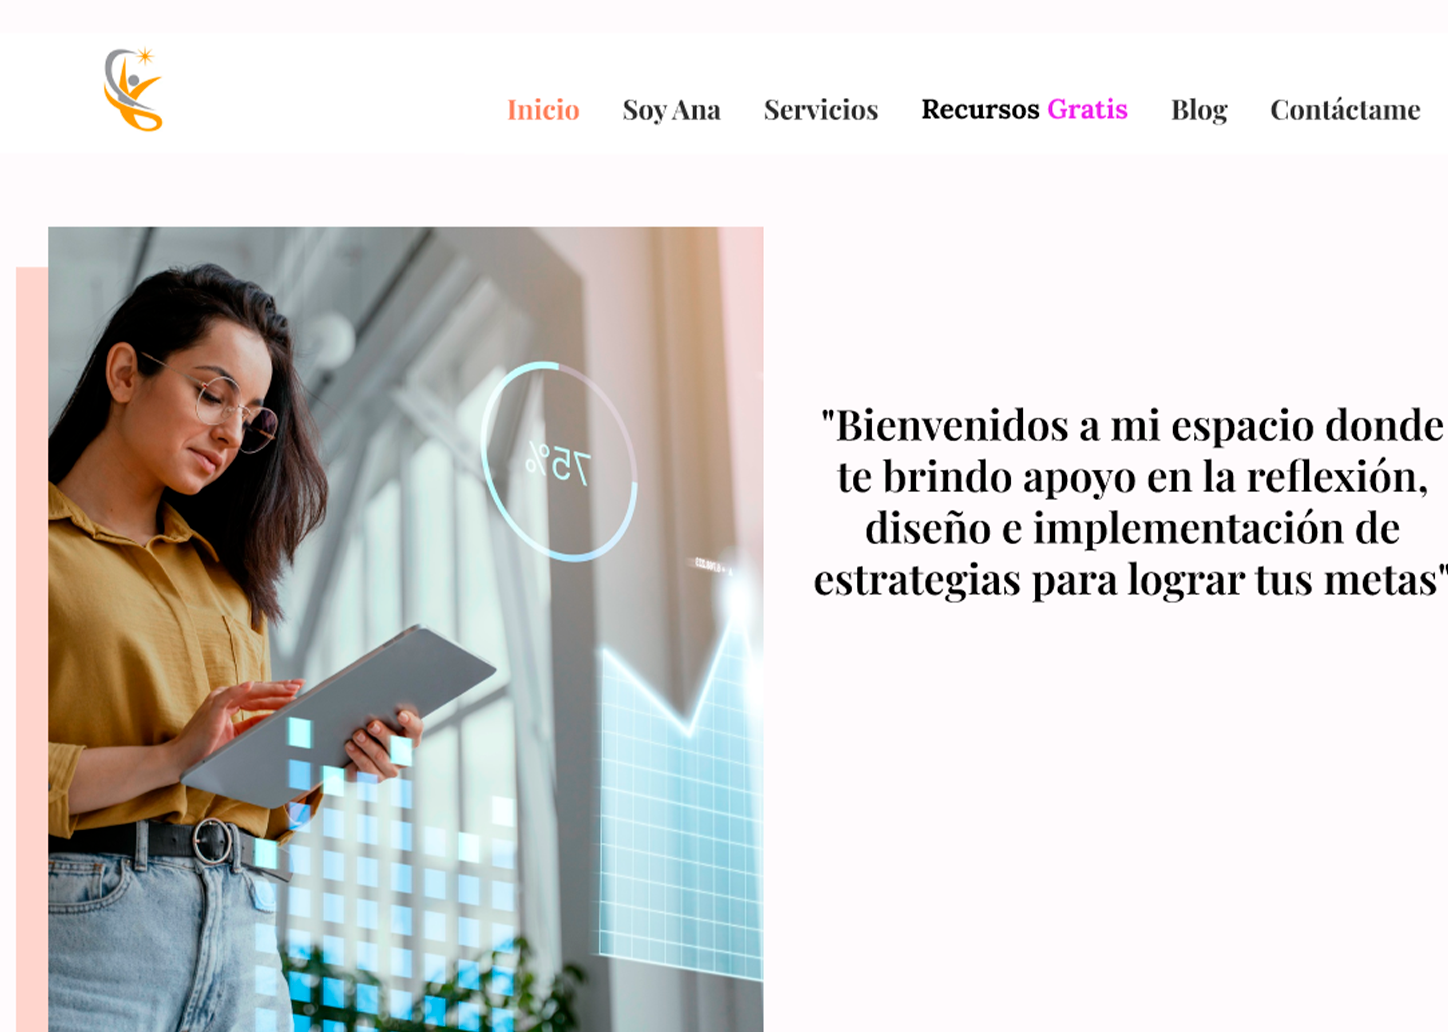 Inicio Soy Ana Servicios Recursos Gratis Blog Contáctame
75%
"Bienvenidos a mi espacio donde
te brindo apoyo en la reflexión,
diseño e implementación de
estrategias para lograr tus metas"